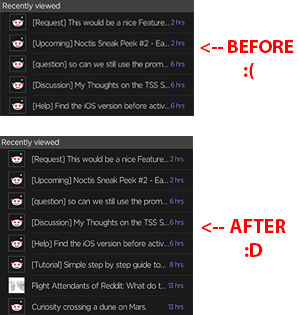 Recently viewed
[Request] This would be a nice Feature... 2 hrs
[Upcoming] Noctis Sneak Peek #2 - Ea... 2 hrs
[question] so can we still use the prom... 6 hrs
[Discussion] My Thoughts on the TSS S... 6 hrs
[Help] Find the iOS version before activ... 6 hrs
<-- BEFORE
:(
Recently viewed
[Request] This would be a nice Feature... 2 hrs
[Upcoming] Noctis Sneak Peek #2 - Ea... 2 hrs
[question] so can we still use the prom... 6 hrs
[Discussion] My Thoughts on the TSS S... 6 hrs
[Help] Find the iOS version before activ... 6 hrs
[Tutorial] Simple step by step guide to... 8 hrs
Flight Attendants of Reddit: What do t... 13 hrs
Curiosity crossing a dune on Mars. 13 hrs
<-- AFTER
:D